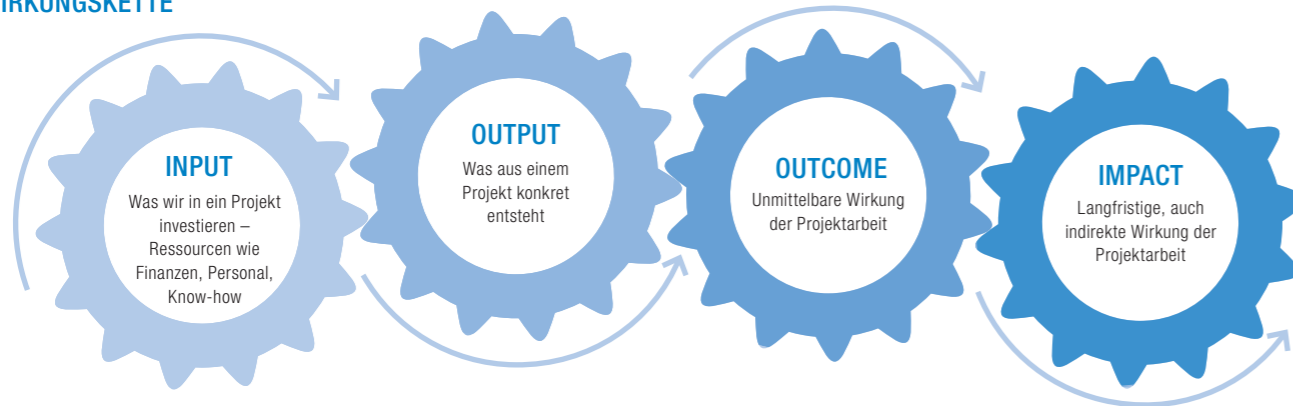 IRKUNGSKETTE
INPUT
Was wir in ein Projekt
investieren –
Ressourcen wie
Finanzen, Personal,
Know-how
OUTPUT
Was aus einem
Projekt konkret
entsteht
OUTCOME
Unmittelbare Wirkung
der Projektarbeit
IMPACT
Langfristige, auch
indirekte Wirkung der
Projektarbeit